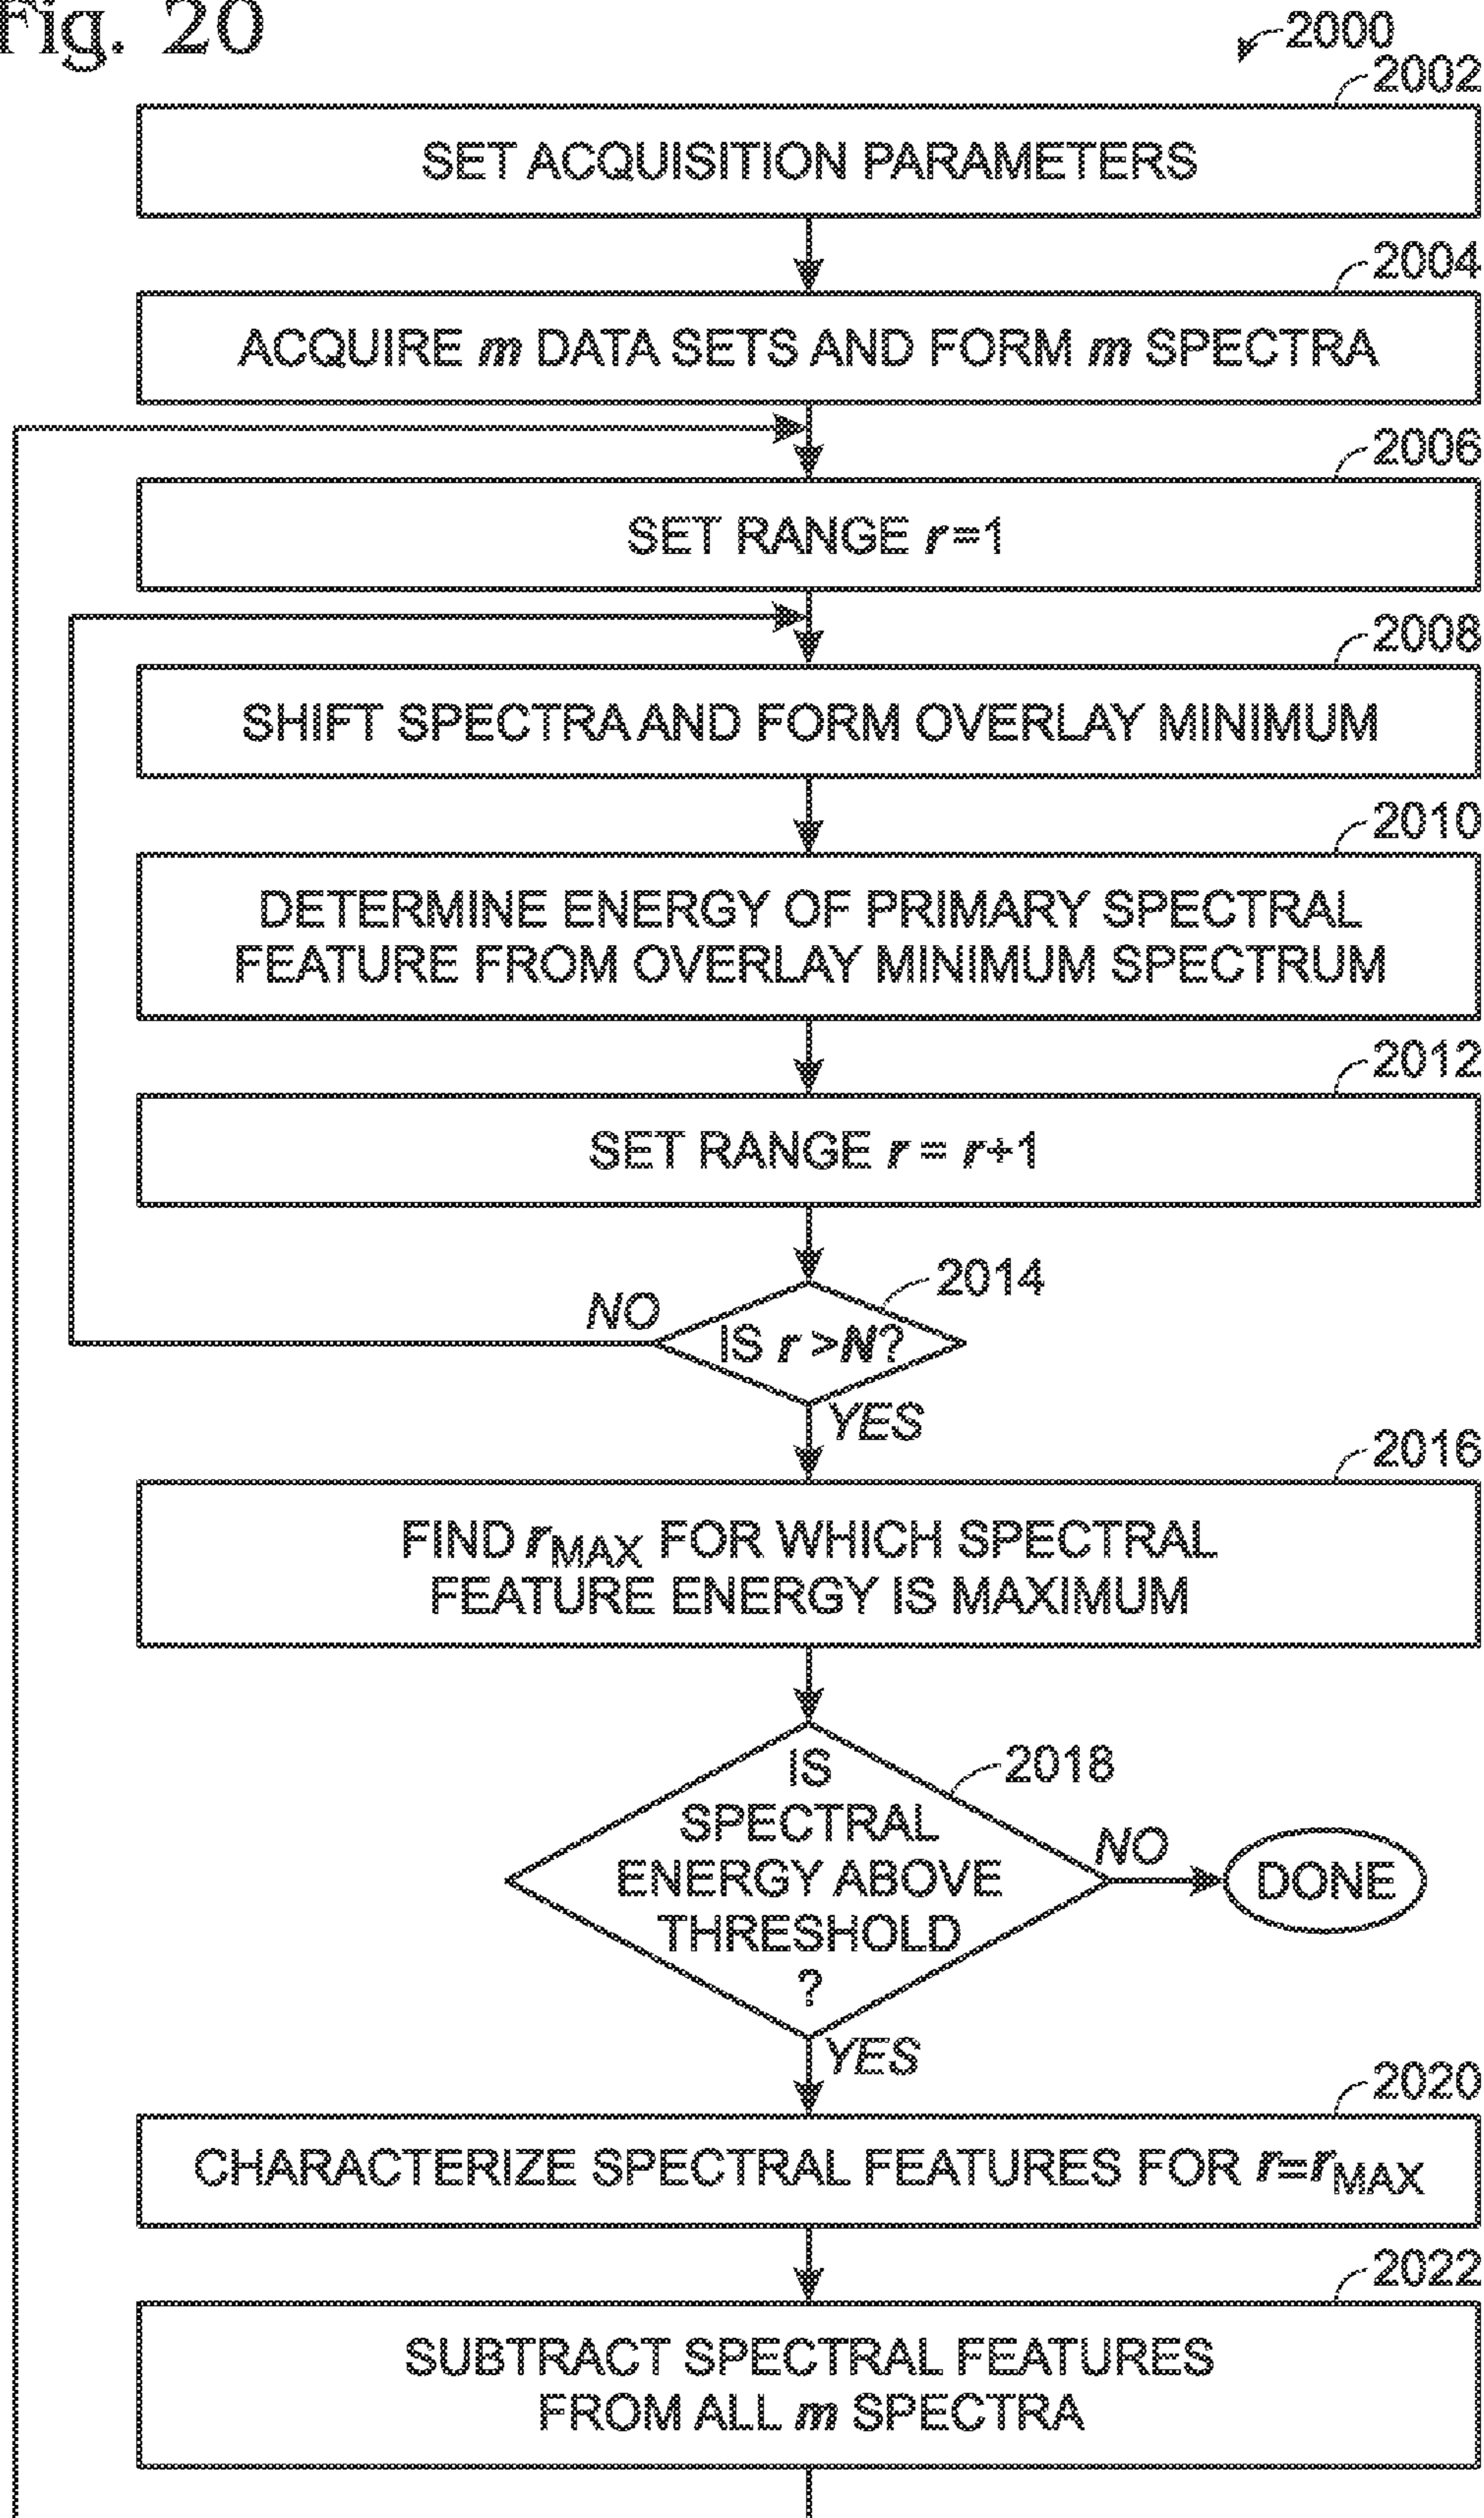 Fig. 20
2000
2002
SET ACQUISITION PARAMETERS
2004
ACQUIRE m DATA SETS AND FORM m SPECTRA
2006
SET RANGE r=1
2008
SHIFT SPECTRA AND FORM OVERLAY MINIMUM
2010
DETERMINE ENERGY OF PRIMARY SPECTRAL
FEATURE FROM OVERLAY MINIMUM SPECTRUM
2012
SET RANGE r = r+1
2014
NO
IS r >N?
YES
2016
FIND rMAX FOR WHICH SPECTRAL
FEATURE ENERGY IS MAXIMUM
2018
IS
SPECTRAL
ENERGY ABOVE
THRESHOLD
?
NO
DONE
YES
2020
CHARACTERIZE SPECTRAL FEATURES FOR r=rMAX
2022
SUBTRACT SPECTRAL FEATURES
FROM ALL m SPECTRA